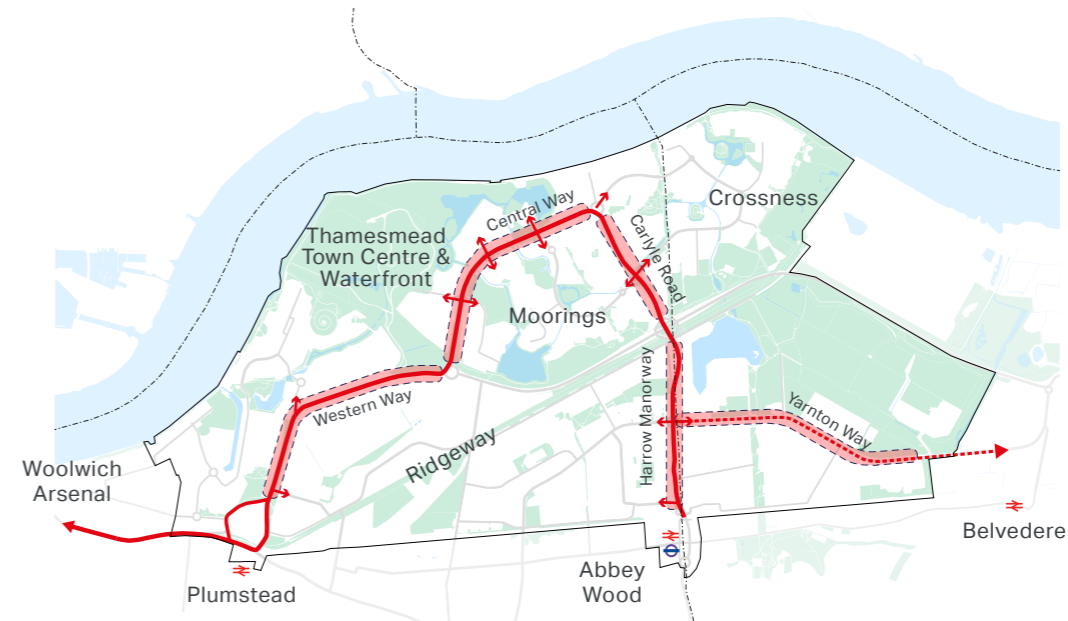 Crossness
Central Way
Thamesmead
Town Centre &
Waterfront
Carlyle Road
Moorings
Harrow Manorway
Western Way
Yarnton Way
Ridgeway
Woolwich
Arsenal
Belvedere
Abbey
Wood
Plumstead